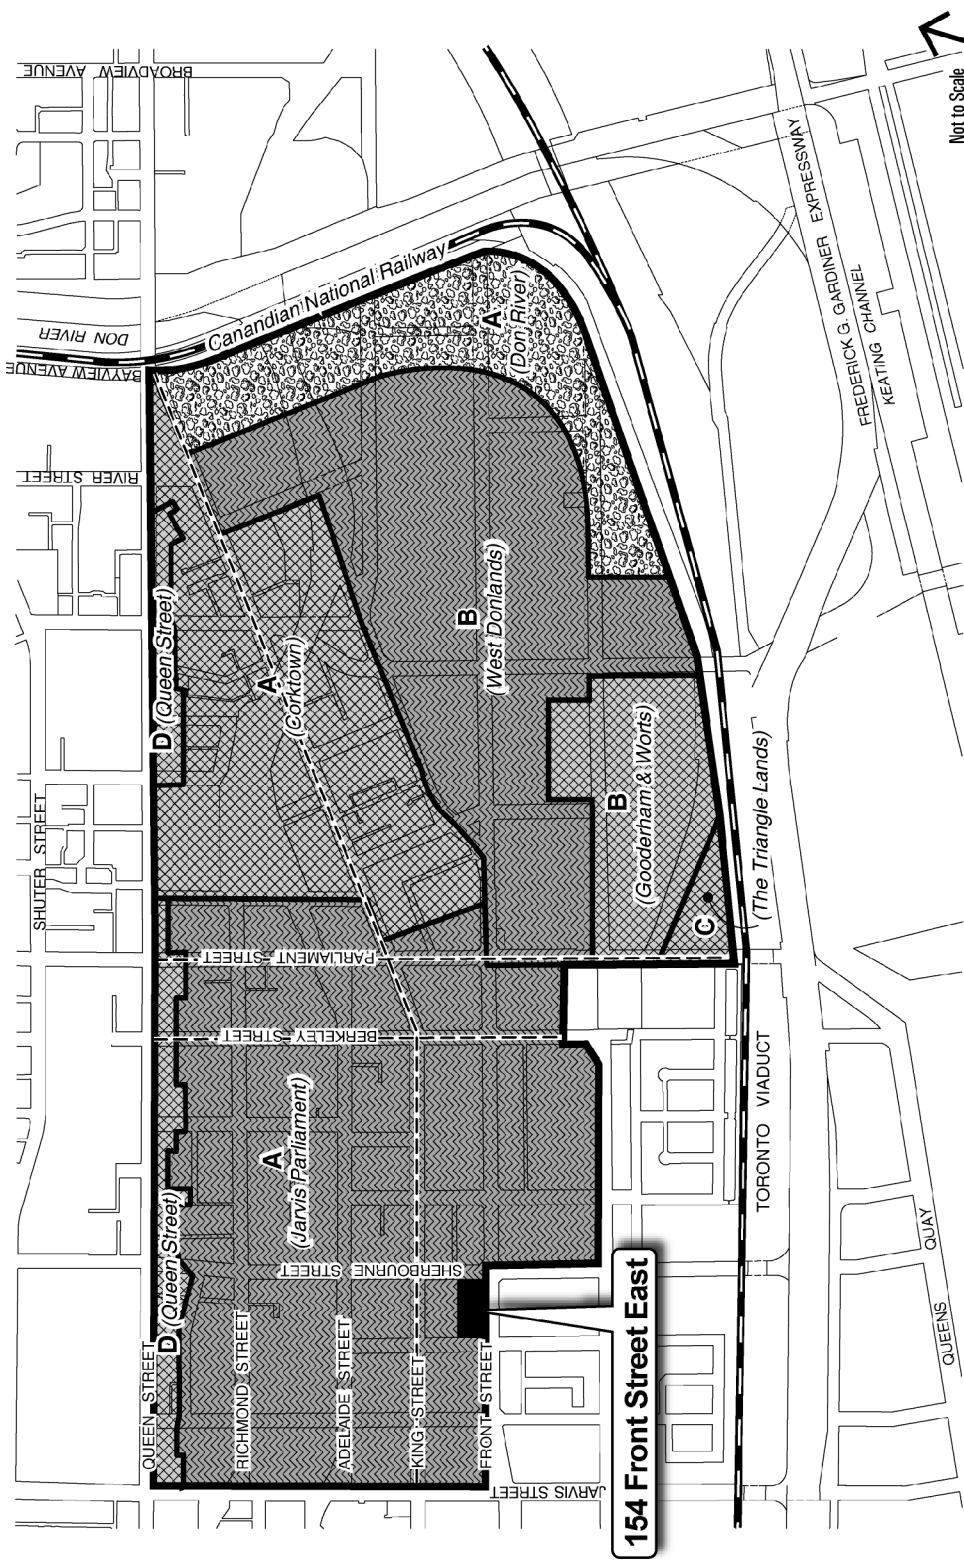 BROADVIEW AVENUE
DON RIVER
BAYVIEW AVENUE
RIVER STREET
SHUTER STREET
Canandian National Railway
A
(Don River)
FREDERICK G. GARDINER EXPRESSWAY
KEATING CHANNEL
Not to Scale
D (Queen Street)
A
(Corktown)
B
(West Donlands)
B
(Gooderham & Worts)
C
(The Triangle Lands)
PARLIAMENT STREET
BERKELEY STREET
A
(Jarvis Parliament)
D (Queen Street)
SHERBOURNE STREET
QUEEN STREET
RICHMOND STREET
ADELAIDE STREET
KING STREET
FRONT STREET
JARVIS STREET
154 Front Street East
TORONTO VIADUCT
QUEENS QUAY